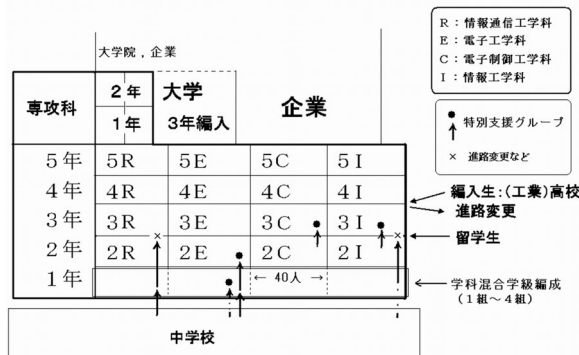 R：情報通信工学科
E：電子工学科
C：電子制御工学科
I：情報工学科
大学院，企業
専攻科
2年
1年
大学
3年編入
企業
特別支援グループ
× 進路変更など
5年 5R 5E 5C 5I
4年 4R 4E 4C 4I
3年 3R 3E 3C 3I
2年 2R 2E 2C 2I
1年
← 40人 →
編入生：(工業)高校
進路変更
留学生
学科混合学級編成
(1組～4組)
中学校